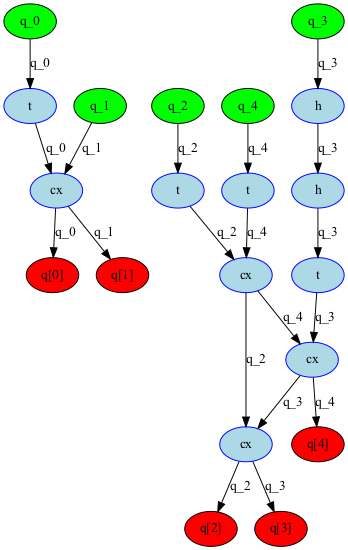 q_0 q_3
q_0 q_3
t q_1 q_2 q_4 h
q_0 q_1 q_2 q_4 q_3
cx t t h
q_0 q_1 q_2 q_4 q_3
q[0] q[1] cx t
q_4 q_3
q_2 cx
q_3 q_4
cx q[4]
q_2 q_3
q[2] q[3]